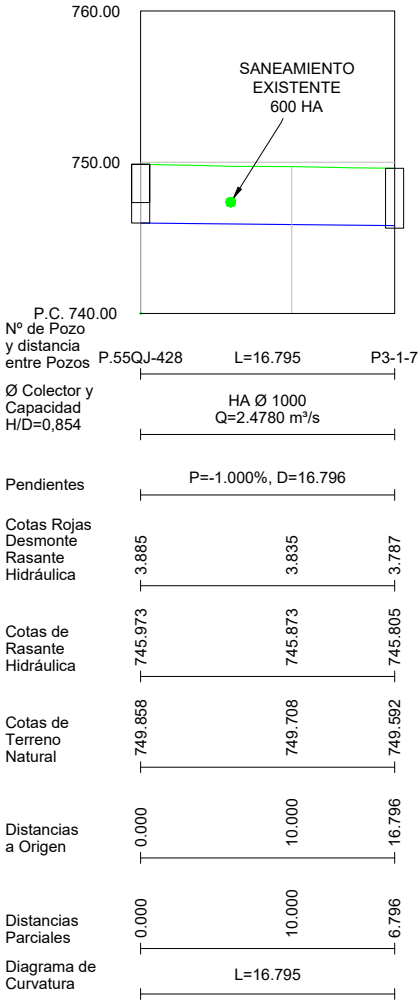 760.00
SANEAMIENTO
EXISTENTE
600 HA
750.00
P.C. 740.00
Nº de Pozo
y distancia
entre Pozos
P.55QJ-428 L=16.795 P3-1-7
Ø Colector y
Capacidad
H/D=0,854
HA Ø 1000
Q=2.4780 m³/s
Pendientes
P=-1.000%, D=16.796
Cotas Rojas
Desmonte
Rasante
Hidráulica
3.885 3.835 3.787
Cotas de
Rasante
Hidráulica
745.973 745.873 745.805
Cotas de
Terreno
Natural
749.858 749.708 749.592
Distancias
a Origen
0.000 10.000 16.796
Distancias
Parciales
0.000 10.000 6.796
Diagrama de
Curvatura
L=16.795